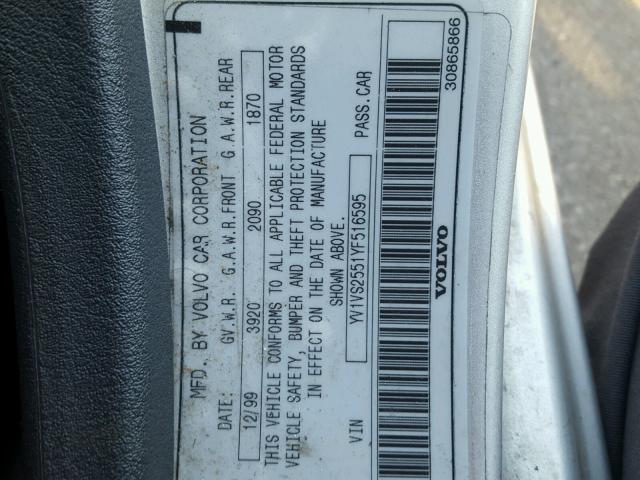 MFD. BY VOLVO CAR CORPORATION
DATE: GV.W.R. G.A.W.R.FRONT G A.W.R.REAR
12/99 3920 2090 1870
THIS VEHICLE CONFORMS TO ALL APPLICABLE FEDERAL MOTOR
VEHICLE SAFETY, BUMPER AND THEFT PROTECTION STANDARDS
IN EFFECT ON THE DATE OF MANUFACTURE
SHOWN ABOVE.
VIN YV1VS2551YF516595 PASS.CAR
VOLVO
30865866